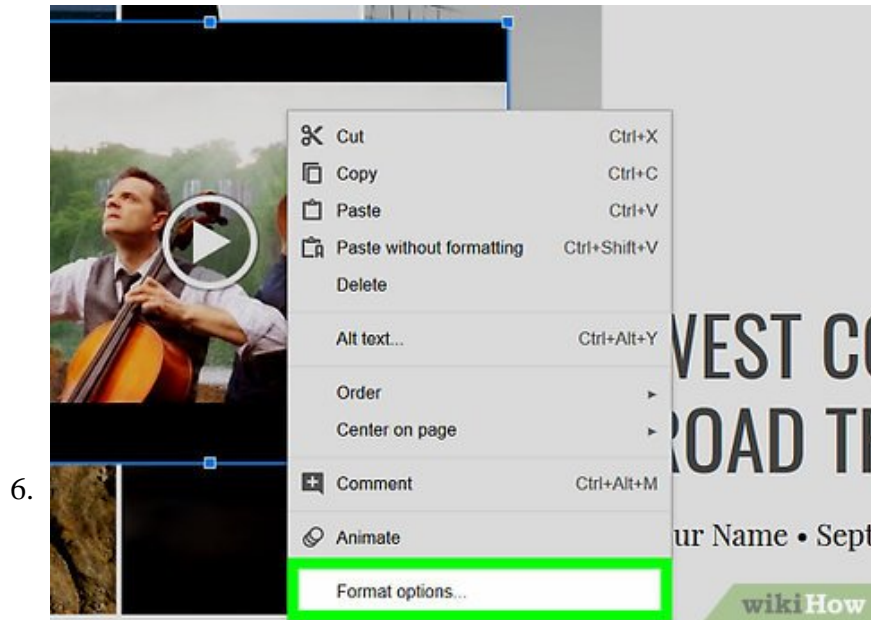 Cut Ctrl+X
Copy Ctrl+C
Paste Ctrl+V
Paste without formatting Ctrl+Shift+V
Delete
Alt text... Ctrl+Alt+Y
Order
Center on page
Comment Ctrl+Alt+M
Animate
Format options...
VEST CO
ROAD T
ur Name • Sept
6.
wikiHow